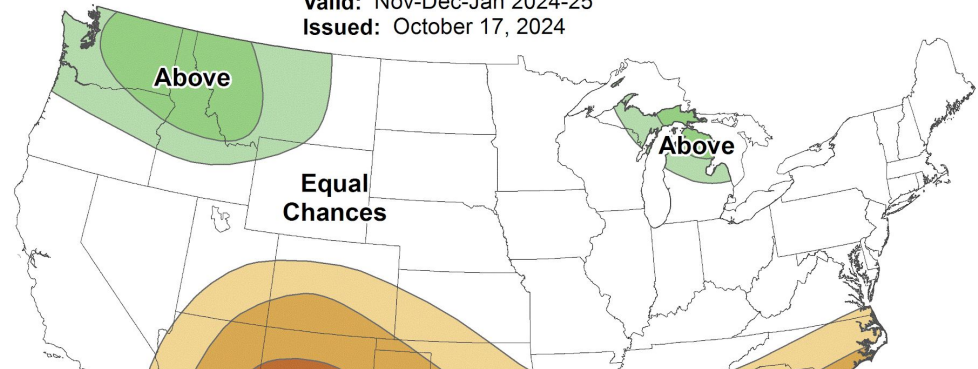 Valid: Nov-Dec-Jan 2024-25
Issued: October 17, 2024
Above
Above
Equal
Chances